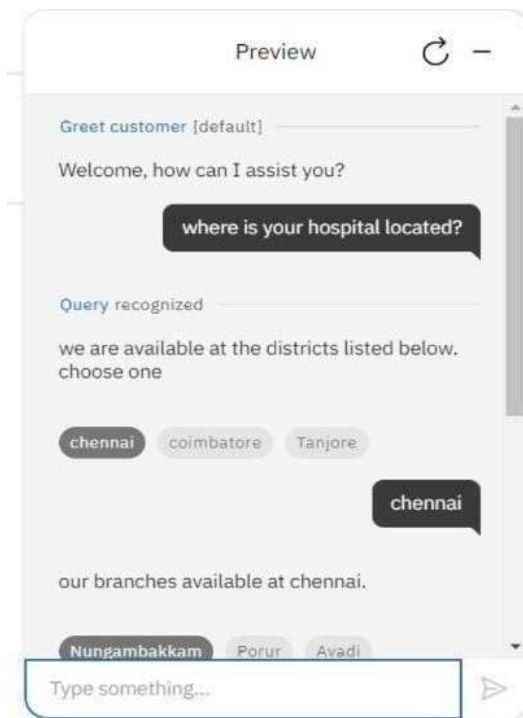 Preview
Greet customer [default]
Welcome, how can I assist you?
where is your hospital located?
Query recognized
we are available at the districts listed below.
choose one
chennai coimbatore Tanjore
chennai
our branches available at chennai.
Nungambakkam Porur Avadi
Type something...